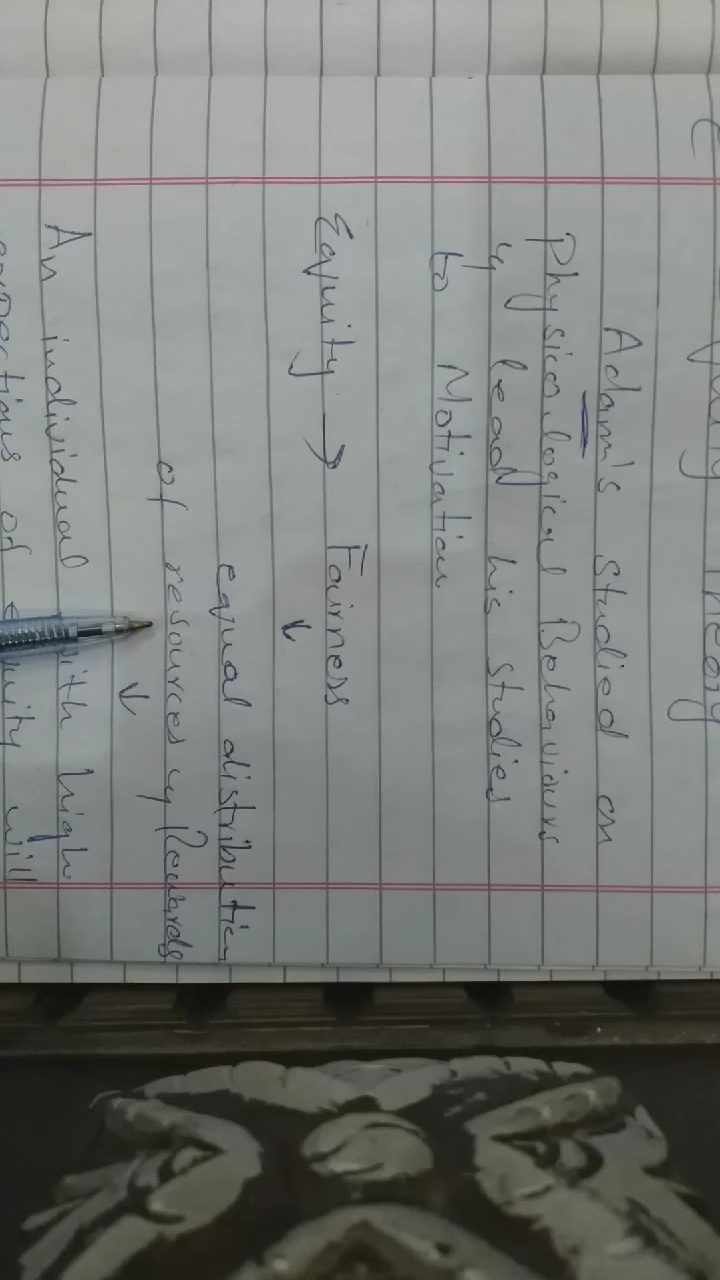 Theory
Adam's studied on
Physiological Behaviours
& lead his studies
to Motivation
Equity → Fairness
↓
equal distribution
of resources & Rewards
↓
An individual with high
will